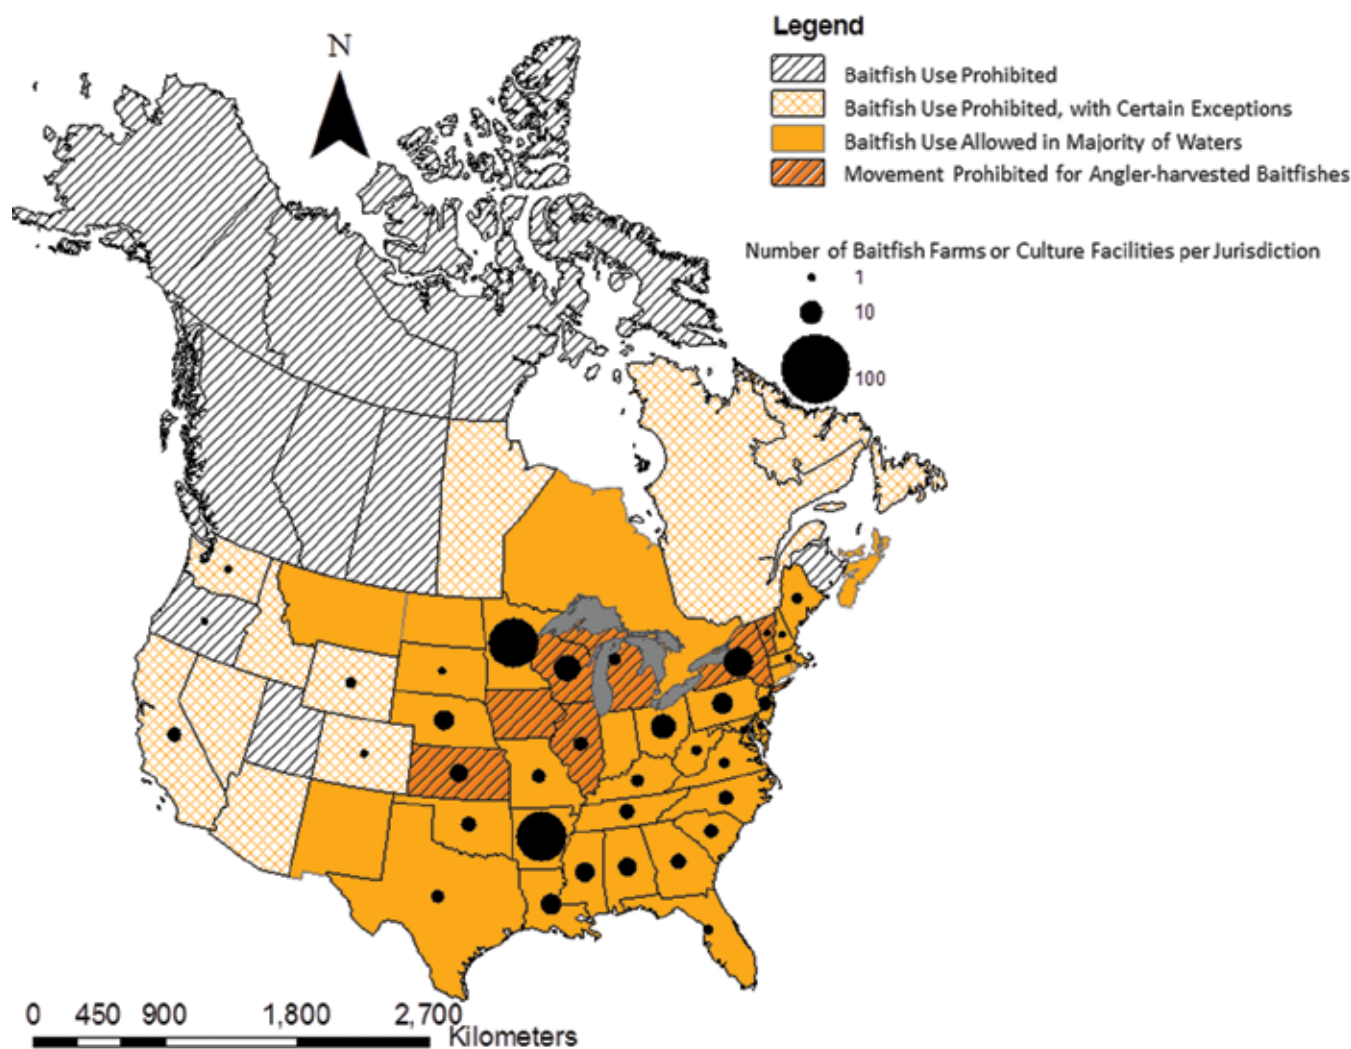 N
Legend
Baitfish Use Prohibited
Baitfish Use Prohibited, with Certain Exceptions
Baitfish Use Allowed in Majority of Waters
Movement Prohibited for Angler-harvested Baitfishes
Number of Baitfish Farms or Culture Facilities per Jurisdiction
1
10
100
0 450 900 1,800 2,700
Kilometers